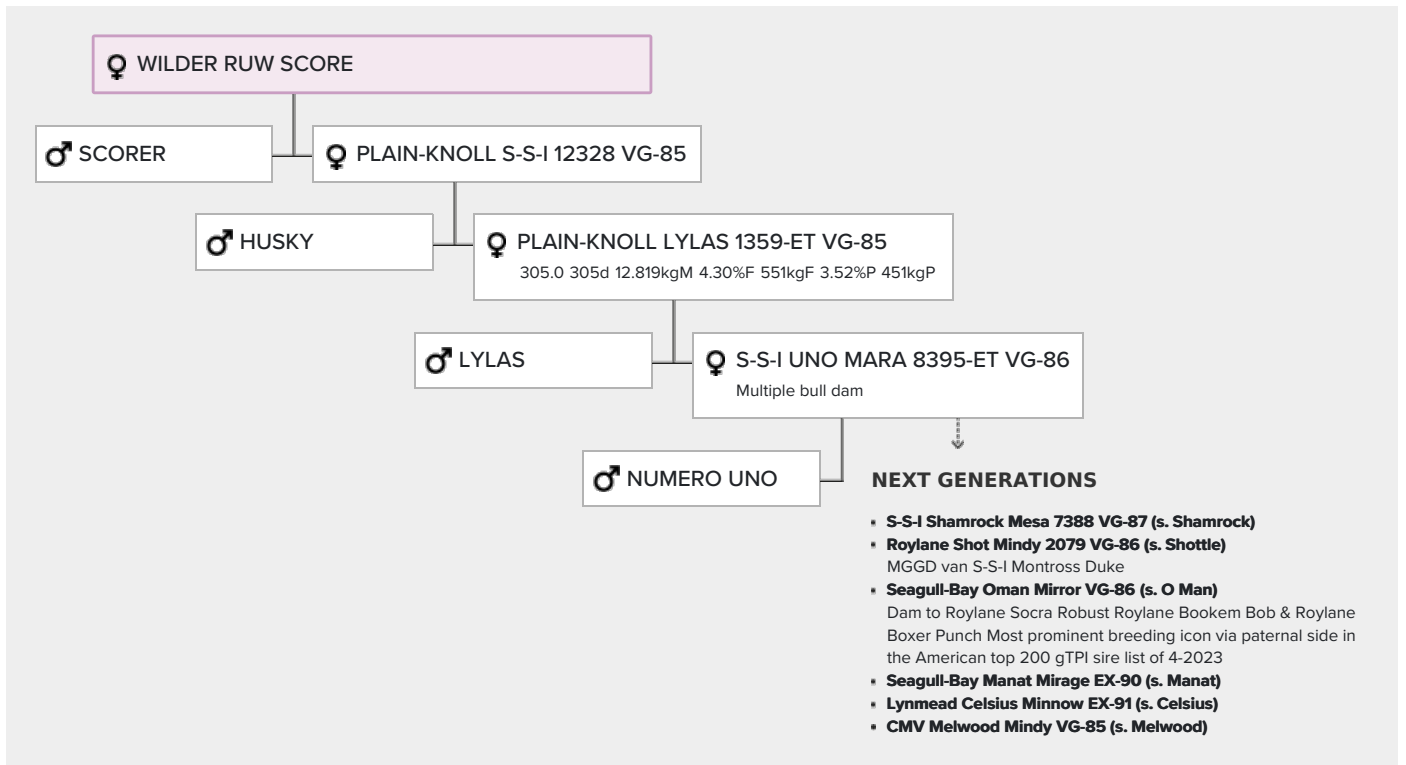 WILDER RUW SCORE
SCORER
PLAIN-KNOLL S-S-I 12328 VG-85
HUSKY
PLAIN-KNOLL LYLAS 1359-ET VG-85
305.0 305d 12.819kgM 4.30%F 551kgF 3.52%P 451kgP
LYLAS
S-S-I UNO MARA 8395-ET VG-86
Multiple bull dam
NUMERO UNO
NEXT GENERATIONS
S-S-I Shamrock Mesa 7388 VG-87 (s. Shamrock)
Roylane Shot Mindy 2079 VG-86 (s. Shottle)
MGGD van S-S-I Montross Duke
Seagull-Bay Oman Mirror VG-86 (s. O Man)
Dam to Roylane Socra Robust Roylane Bookem Bob & Roylane
Boxer Punch Most prominent breeding icon via paternal side in
the American top 200 gTPI sire list of 4-2023
Seagull-Bay Manat Mirage EX-90 (s. Manat)
Lynmead Celsius Minnow EX-91 (s. Celsius)
CMV Melwood Mindy VG-85 (s. Melwood)